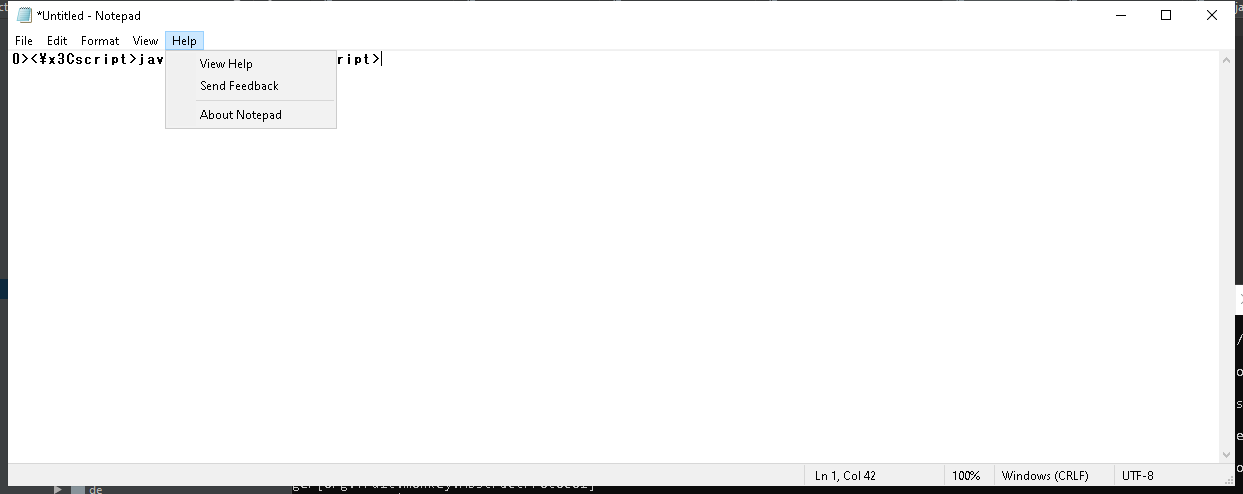 *Untitled - Notepad
File Edit Format View Help
0><¥x3Cscript>jav ript>
View Help
Send Feedback
About Notepad
Ln 1, Col 42 100% Windows (CRLF) UTF-8
de